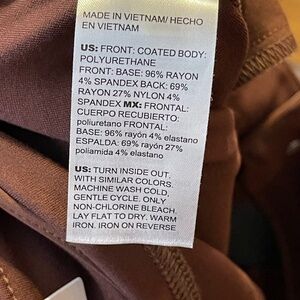 MADE IN VIETNAM/ HECHO
EN VIETNAM
US: FRONT: COATED BODY:
POLYURETHANE
FRONT: BASE: 96% RAYON
4% SPANDEX BACK: 69%
RAYON 27% NYLON 4%
SPANDEX MX: FRONTAL:
CUERPO RECUBIERTO:
poliuretano FRONTAL:
BASE: 96% rayón 4% elastano
ESPALDA: 69% rayón 27%
poliamida 4% elastano
US: TURN INSIDE OUT.
WITH SIMILAR COLORS.
MACHINE WASH COLD.
GENTLE CYCLE. ONLY
NON-CHLORINE BLEACH.
LAY FLAT TO DRY. WARM
IRON. IRON ON REVERSE